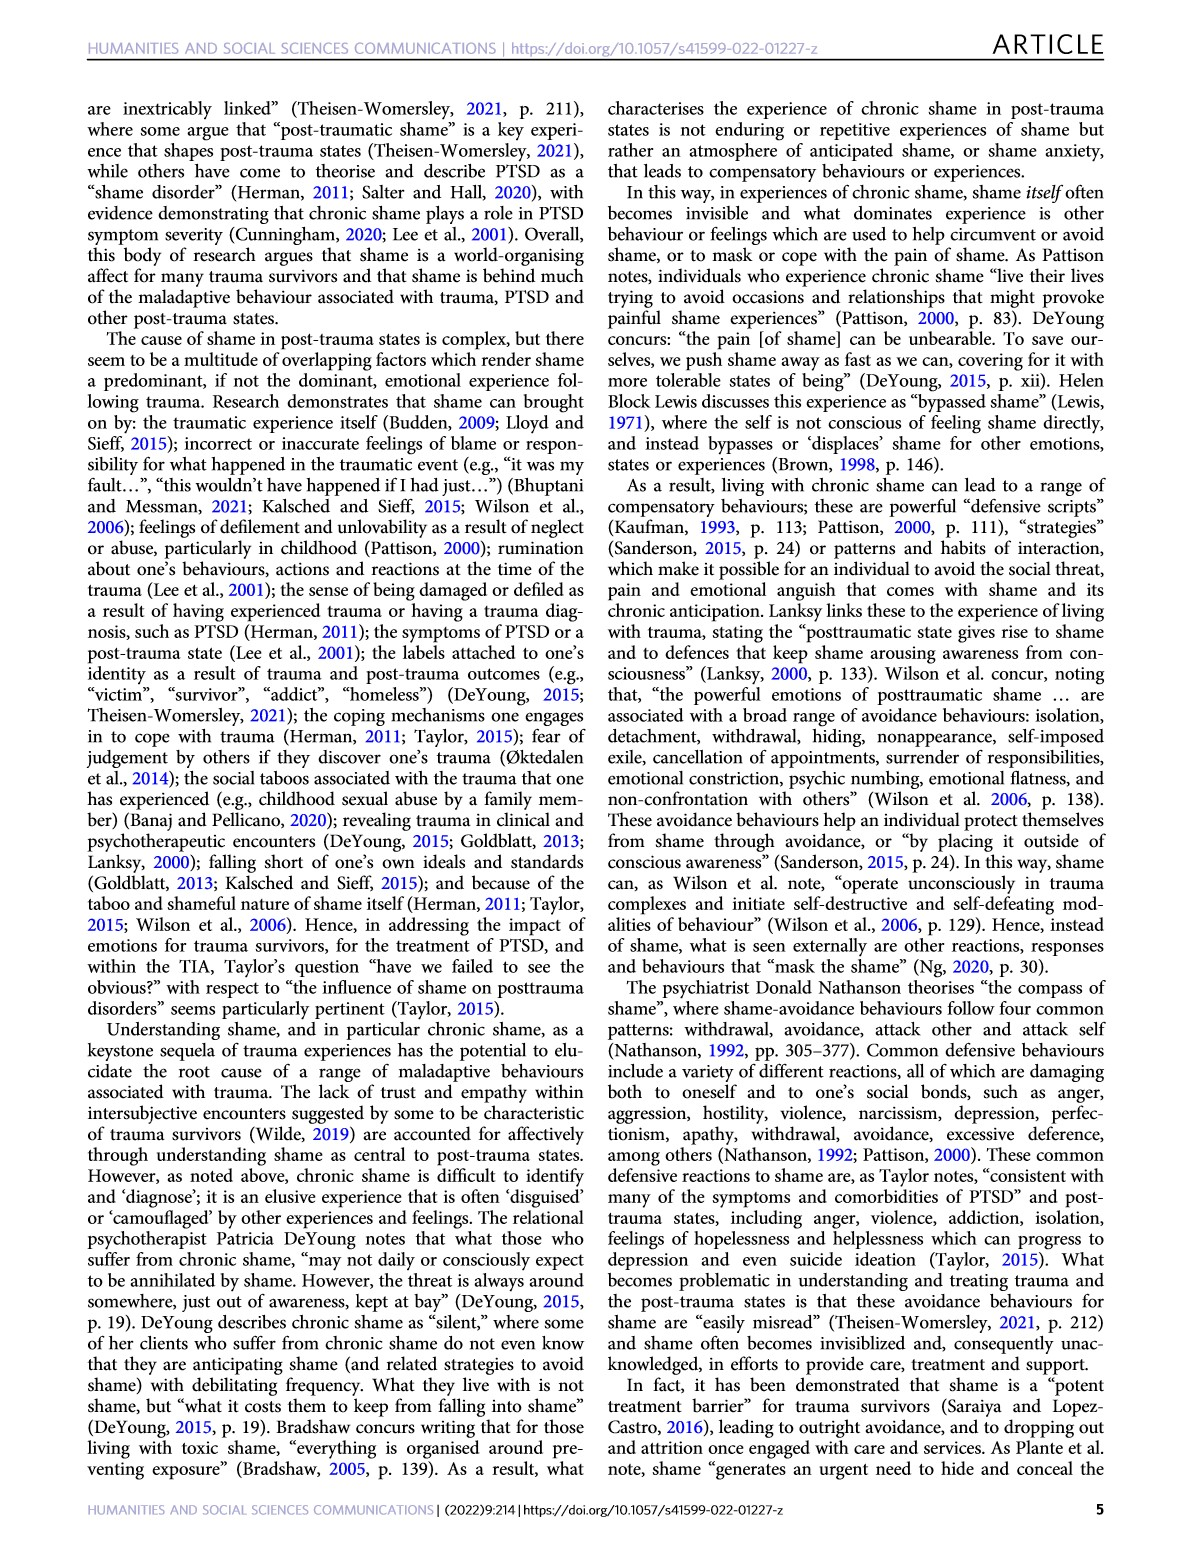 HUMANITIES AND SOCIAL SCIENCES COMMUNICATIONS | https://doi.org/10.1057/s41599-022-01227-z
ARTICLE
are inextricably linked” (Theisen-Womersley, 2021, p. 211),
where some argue that “post-traumatic shame” is a key experi-
ence that shapes post-trauma states (Theisen-Womersley, 2021),
while others have come to theorise and describe PTSD as a
“shame disorder” (Herman, 2011; Salter and Hall, 2020), with
evidence demonstrating that chronic shame plays a role in PTSD
symptom severity (Cunningham, 2020; Lee et al., 2001). Overall,
this body of research argues that shame is a world-organising
affect for many trauma survivors and that shame is behind much
of the maladaptive behaviour associated with trauma, PTSD and
other post-trauma states.
The cause of shame in post-trauma states is complex, but there
seem to be a multitude of overlapping factors which render shame
a predominant, if not the dominant, emotional experience fol-
lowing trauma. Research demonstrates that shame can brought
on by: the traumatic experience itself (Budden, 2009; Lloyd and
Sieff, 2015); incorrect or inaccurate feelings of blame or respon-
sibility for what happened in the traumatic event (e.g., “it was my
fault…”, “this wouldn’t have happened if I had just…”) (Bhuptani
and Messman, 2021; Kalsched and Sieff, 2015; Wilson et al.,
2006); feelings of defilement and unlovability as a result of neglect
or abuse, particularly in childhood (Pattison, 2000); rumination
about one’s behaviours, actions and reactions at the time of the
trauma (Lee et al., 2001); the sense of being damaged or defiled as
a result of having experienced trauma or having a trauma diag-
nosis, such as PTSD (Herman, 2011); the symptoms of PTSD or a
post-trauma state (Lee et al., 2001); the labels attached to one’s
identity as a result of trauma and post-trauma outcomes (e.g.,
“victim”, “survivor”, “addict”, “homeless”) (DeYoung, 2015;
Theisen-Womersley, 2021); the coping mechanisms one engages
in to cope with trauma (Herman, 2011; Taylor, 2015); fear of
judgement by others if they discover one’s trauma (Øktedalen
et al., 2014); the social taboos associated with the trauma that one
has experienced (e.g., childhood sexual abuse by a family mem-
ber) (Banaj and Pellicano, 2020); revealing trauma in clinical and
psychotherapeutic encounters (DeYoung, 2015; Goldblatt, 2013;
Lanksy, 2000); falling short of one’s own ideals and standards
(Goldblatt, 2013; Kalsched and Sieff, 2015); and because of the
taboo and shameful nature of shame itself (Herman, 2011; Taylor,
2015; Wilson et al., 2006). Hence, in addressing the impact of
emotions for trauma survivors, for the treatment of PTSD, and
within the TIA, Taylor’s question “have we failed to see the
obvious?” with respect to “the influence of shame on posttrauma
disorders” seems particularly pertinent (Taylor, 2015).
Understanding shame, and in particular chronic shame, as a
keystone sequela of trauma experiences has the potential to elu-
cidate the root cause of a range of maladaptive behaviours
associated with trauma. The lack of trust and empathy within
intersubjective encounters suggested by some to be characteristic
of trauma survivors (Wilde, 2019) are accounted for affectively
through understanding shame as central to post-trauma states.
However, as noted above, chronic shame is difficult to identify
and ‘diagnose’; it is an elusive experience that is often ‘disguised’
or ‘camouflaged’ by other experiences and feelings. The relational
psychotherapist Patricia DeYoung notes that what those who
suffer from chronic shame, “may not daily or consciously expect
to be annihilated by shame. However, the threat is always around
somewhere, just out of awareness, kept at bay” (DeYoung, 2015,
p. 19). DeYoung describes chronic shame as “silent,” where some
of her clients who suffer from chronic shame do not even know
that they are anticipating shame (and related strategies to avoid
shame) with debilitating frequency. What they live with is not
shame, but “what it costs them to keep from falling into shame”
(DeYoung, 2015, p. 19). Bradshaw concurs writing that for those
living with toxic shame, “everything is organised around pre-
venting exposure” (Bradshaw, 2005, p. 139). As a result, what
characterises the experience of chronic shame in post-trauma
states is not enduring or repetitive experiences of shame but
rather an atmosphere of anticipated shame, or shame anxiety,
that leads to compensatory behaviours or experiences.
In this way, in experiences of chronic shame, shame itself often
becomes invisible and what dominates experience is other
behaviour or feelings which are used to help circumvent or avoid
shame, or to mask or cope with the pain of shame. As Pattison
notes, individuals who experience chronic shame “live their lives
trying to avoid occasions and relationships that might provoke
painful shame experiences” (Pattison, 2000, p. 83). DeYoung
concurs: “the pain [of shame] can be unbearable. To save our-
selves, we push shame away as fast as we can, covering for it with
more tolerable states of being” (DeYoung, 2015, p. xii). Helen
Block Lewis discusses this experience as “bypassed shame” (Lewis,
1971), where the self is not conscious of feeling shame directly,
and instead bypasses or ‘displaces’ shame for other emotions,
states or experiences (Brown, 1998, p. 146).
As a result, living with chronic shame can lead to a range of
compensatory behaviours; these are powerful “defensive scripts”
(Kaufman, 1993, p. 113; Pattison, 2000, p. 111), “strategies”
(Sanderson, 2015, p. 24) or patterns and habits of interaction,
which make it possible for an individual to avoid the social threat,
pain and emotional anguish that comes with shame and its
chronic anticipation. Lanksy links these to the experience of living
with trauma, stating the “posttraumatic state gives rise to shame
and to defences that keep shame arousing awareness from con-
sciousness” (Lanksy, 2000, p. 133). Wilson et al. concur, noting
that, “the powerful emotions of posttraumatic shame … are
associated with a broad range of avoidance behaviours: isolation,
detachment, withdrawal, hiding, nonappearance, self-imposed
exile, cancellation of appointments, surrender of responsibilities,
emotional constriction, psychic numbing, emotional flatness, and
non-confrontation with others” (Wilson et al. 2006, p. 138).
These avoidance behaviours help an individual protect themselves
from shame through avoidance, or “by placing it outside of
conscious awareness” (Sanderson, 2015, p. 24). In this way, shame
can, as Wilson et al. note, “operate unconsciously in trauma
complexes and initiate self-destructive and self-defeating mod-
alities of behaviour” (Wilson et al., 2006, p. 129). Hence, instead
of shame, what is seen externally are other reactions, responses
and behaviours that “mask the shame” (Ng, 2020, p. 30).
The psychiatrist Donald Nathanson theorises “the compass of
shame”, where shame-avoidance behaviours follow four common
patterns: withdrawal, avoidance, attack other and attack self
(Nathanson, 1992, pp. 305–377). Common defensive behaviours
include a variety of different reactions, all of which are damaging
both to oneself and to one’s social bonds, such as anger,
aggression, hostility, violence, narcissism, depression, perfec-
tionism, apathy, withdrawal, avoidance, excessive deference,
among others (Nathanson, 1992; Pattison, 2000). These common
defensive reactions to shame are, as Taylor notes, “consistent with
many of the symptoms and comorbidities of PTSD” and post-
trauma states, including anger, violence, addiction, isolation,
feelings of hopelessness and helplessness which can progress to
depression and even suicide ideation (Taylor, 2015). What
becomes problematic in understanding and treating trauma and
the post-trauma states is that these avoidance behaviours for
shame are “easily misread” (Theisen-Womersley, 2021, p. 212)
and shame often becomes invisiblized and, consequently unac-
knowledged, in efforts to provide care, treatment and support.
In fact, it has been demonstrated that shame is a “potent
treatment barrier” for trauma survivors (Saraiya and Lopez-
Castro, 2016), leading to outright avoidance, and to dropping out
and attrition once engaged with care and services. As Plante et al.
note, shame “generates an urgent need to hide and conceal the
HUMANITIES AND SOCIAL SCIENCES COMMUNICATIONS | (2022)9:214 | https://doi.org/10.1057/s41599-022-01227-z
5